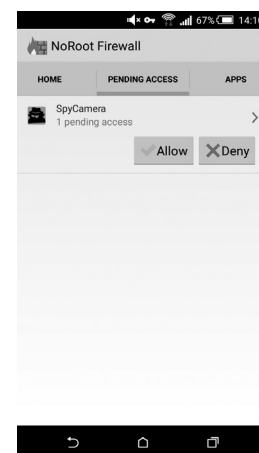 67% 14:1
NoRoot Firewall
HOME PENDING ACCESS APPS
SpyCamera
1 pending access
Allow Deny